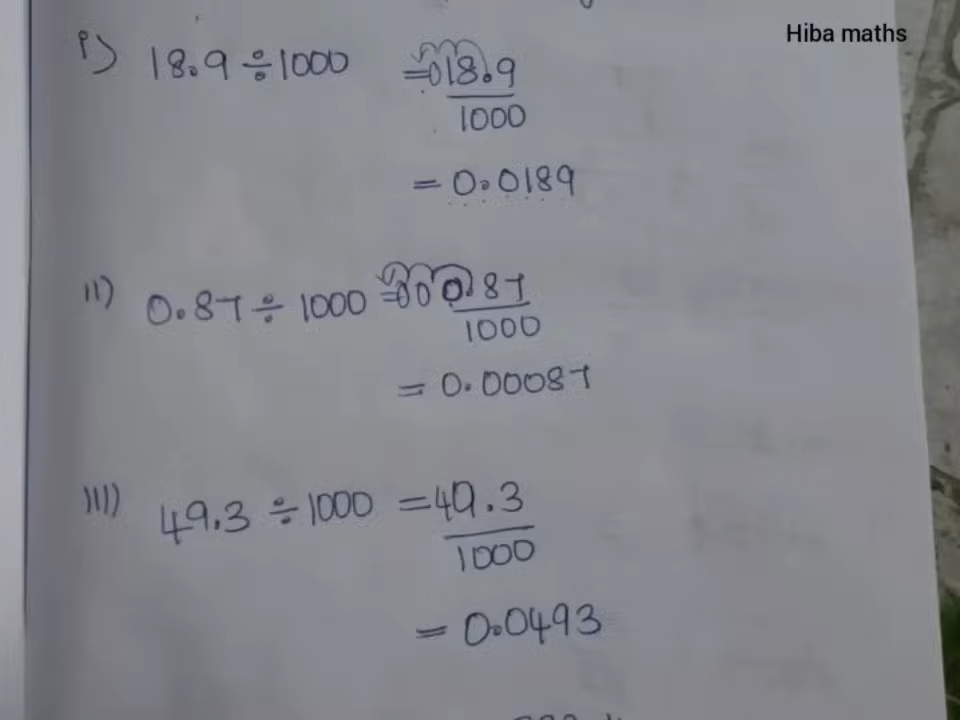 Hiba maths
i) 18.9 ÷ 1000 = 018.9
1000
= 0.0189
ii) 0.87 ÷ 1000 = 000.87
1000
= 0.00087
iii) 49.3 ÷ 1000 = 49.3
1000
= 0.0493